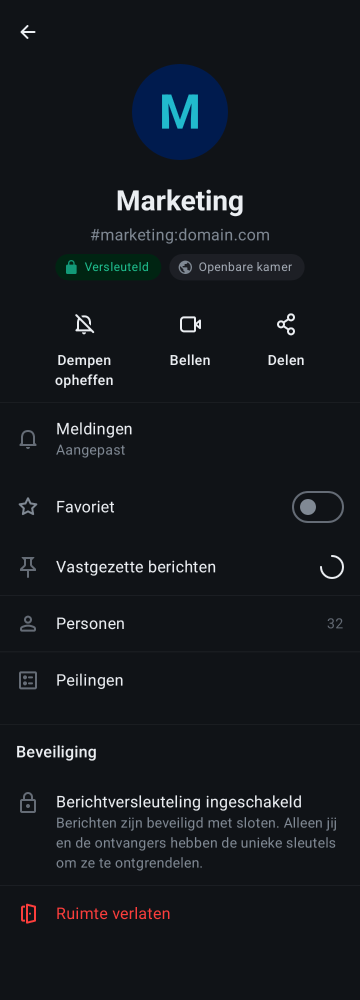 M
Marketing
#marketing:domain.com
Versleuteld
Openbare kamer
Dempen
opheffen
Bellen
Delen
Meldingen
Aangepast
Favoriet
Vastgezette berichten
Personen
32
Peilingen
Beveiliging
Berichtversleuteling ingeschakeld
Berichten zijn beveiligd met sloten. Alleen jij
en de ontvangers hebben de unieke sleutels
om ze te ontgrendelen.
Ruimte verlaten